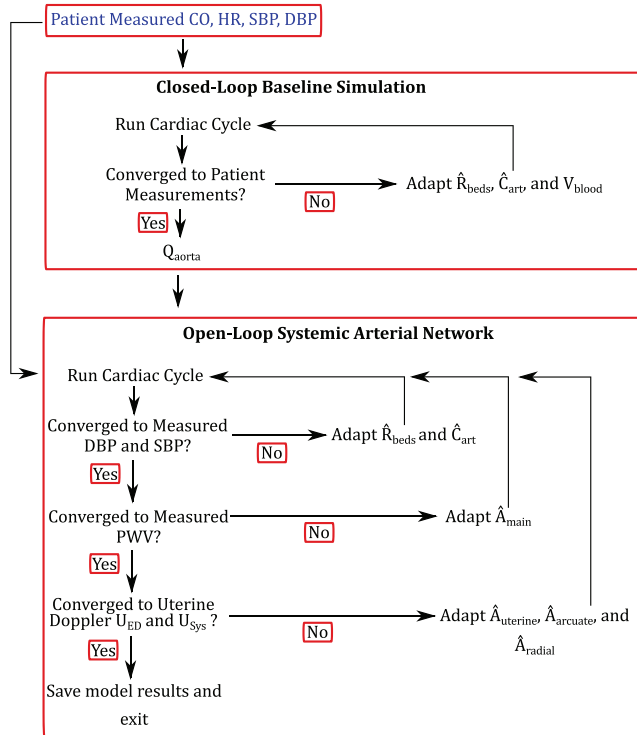 Patient Measured CO, HR, SBP, DBP
Closed-Loop Baseline Simulation
Run Cardiac Cycle
Converged to Patient
Measurements?
No
Adapt R̂beds, Ĉart, and Vblood
Yes
Qaorta
Open-Loop Systemic Arterial Network
Run Cardiac Cycle
Converged to Measured
DBP and SBP?
No
Adapt R̂beds and Ĉart
Yes
Converged to Measured
PWV?
No
Adapt Âmain
Yes
Converged to Uterine
Doppler UED and USys ?
No
Adapt Âuterine, Âarcuate, and
Âradial
Yes
Save model results and
exit